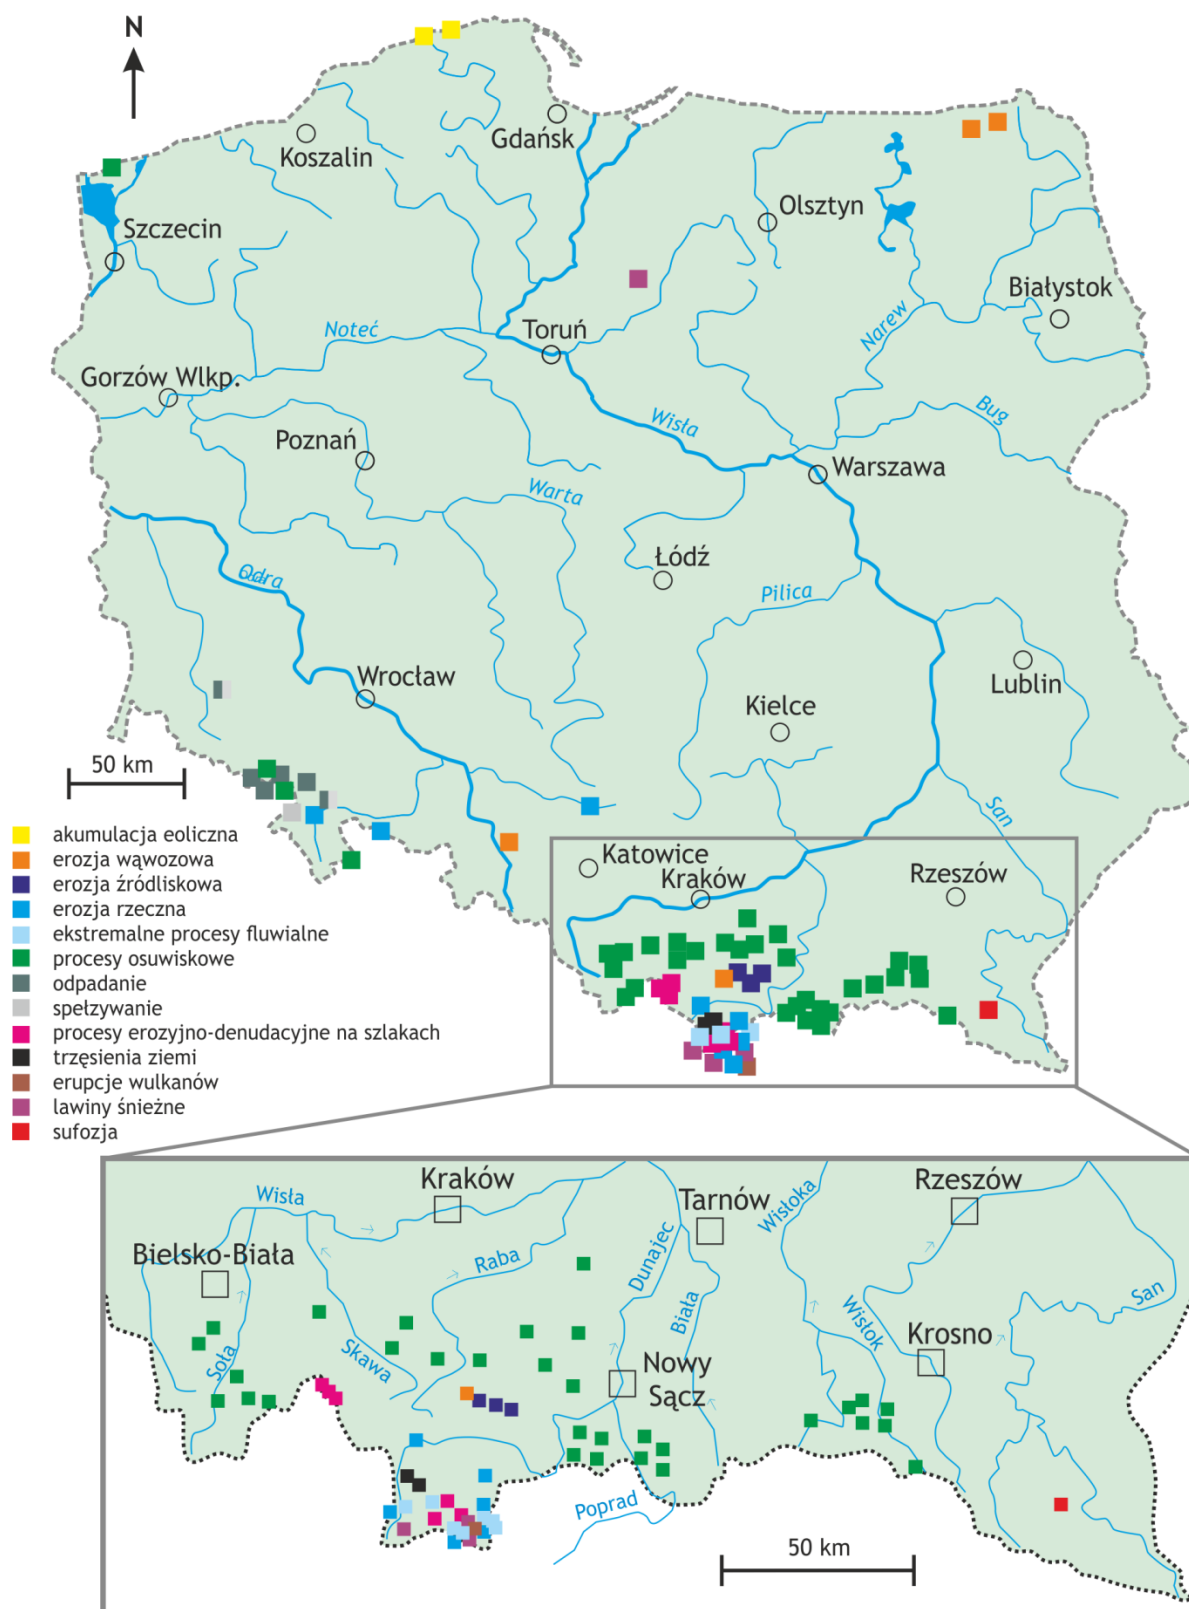 N
Gdańsk
Koszalin
Olsztyn
Szczecin
Białystok
Toruń
Noteć
Narew
Gorzów Wlkp.
Bug
Wisła
Poznań
Warszawa
Warta
Łódź
Odra
Pilica
Lublin
Wrocław
Kielce
50 km
San
akumulacja eoliczna
erozja wąwozowa
erozja źródliskowa
erozja rzeczna
ekstremalne procesy fluwialne
procesy osuwiskowe
odpadanie
spełzywanie
procesy erozyjno-denudacyjne na szlakach
trzęsienia ziemi
erupcje wulkanów
lawiny śnieżne
sufozja
Katowice
Kraków
Rzeszów
Kraków
Rzeszów
Wisła
Tarnów
Wisłoka
Bielsko-Biała
Raba
Dunajec
Biała
San
Soła
Skawa
Wisłok
Krosno
Nowy
Sącz
Poprad
50 km